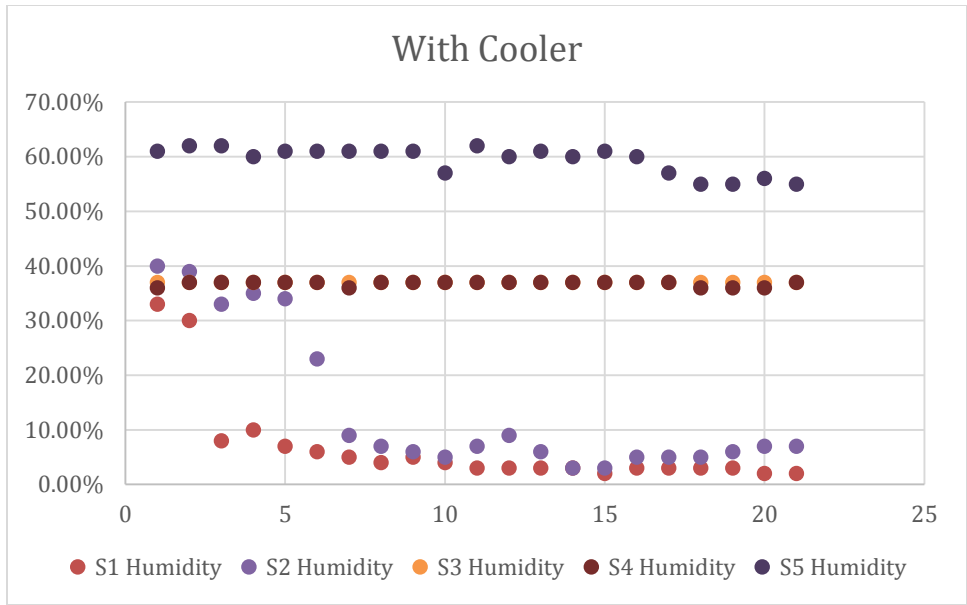 With Cooler
70.00%
60.00%
50.00%
40.00%
30.00%
20.00%
10.00%
0.00%
0 5 10 15 20 25
S1 Humidity S2 Humidity S3 Humidity S4 Humidity S5 Humidity